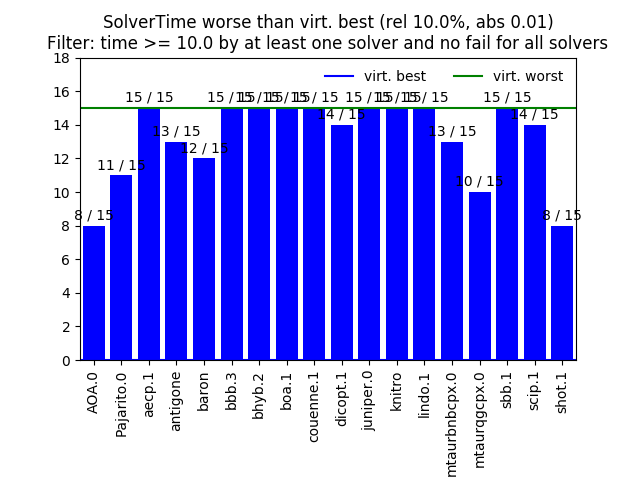 SolverTime worse than virt. best (rel 10.0%, abs 0.01)
Filter: time >= 10.0 by at least one solver and no fail for all solvers
virt. best
virt. worst
18
16
14
12
10
8
6
4
2
0
8 / 15
11 / 15
15 / 15
13 / 15
12 / 15
15 / 15
15 / 15
15 / 15
15 / 15
14 / 15
15 / 15
15 / 15
15 / 15
13 / 15
10 / 15
15 / 15
14 / 15
8 / 15
AOA.0
Pajarito.0
aecp.1
antigone
baron
bbb.3
bhyb.2
boa.1
couenne.1
dicopt.1
juniper.0
knitro
lindo.1
mtaurbnbcpx.0
mtaurqgcpx.0
sbb.1
scip.1
shot.1